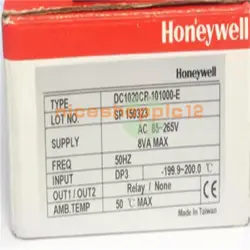 Honeywell
Honeywell
TYPE. DC1020CR-101000-E
LOT NO. SP 150323
SUPPLY AC 85-265V
8VA MAX
FREQ 50HZ
INPUT DP3 -199.9~200.0 °C
OUT1/OUT2 Relay / None
AMB.TEMP 50 °C MAX
Made In Taiwan